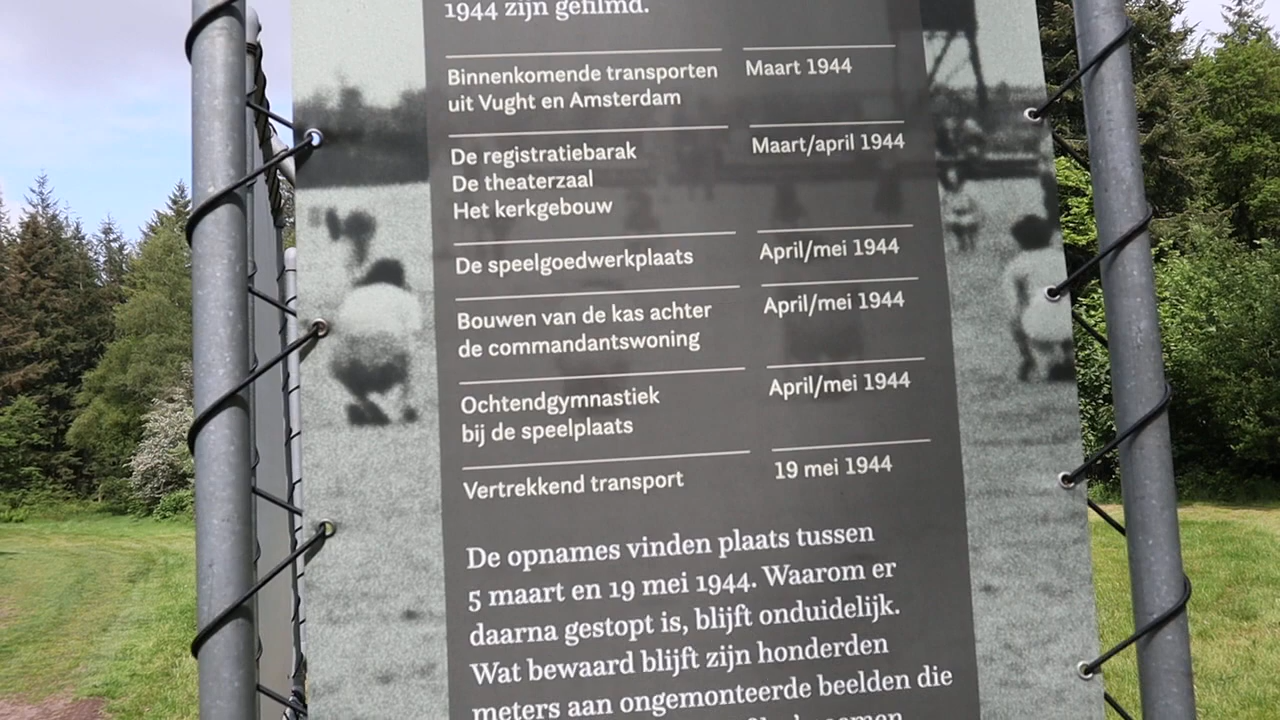 1944 zijn gefilmd.
Binnenkomende transporten
uit Vught en Amsterdam
Maart 1944
De registratiebarak
De theaterzaal
Het kerkgebouw
Maart/april 1944
De speelgoedwerkplaats
April/mei 1944
Bouwen van de kas achter
de commandantswoning
April/mei 1944
Ochtendgymnastiek
bij de speelplaats
April/mei 1944
Vertrekkend transport
19 mei 1944
De opnames vinden plaats tussen
5 maart en 19 mei 1944. Waarom er
daarna gestopt is, blijft onduidelijk.
Wat bewaard blijft zijn honderden
meters aan ongemonteerde beelden die